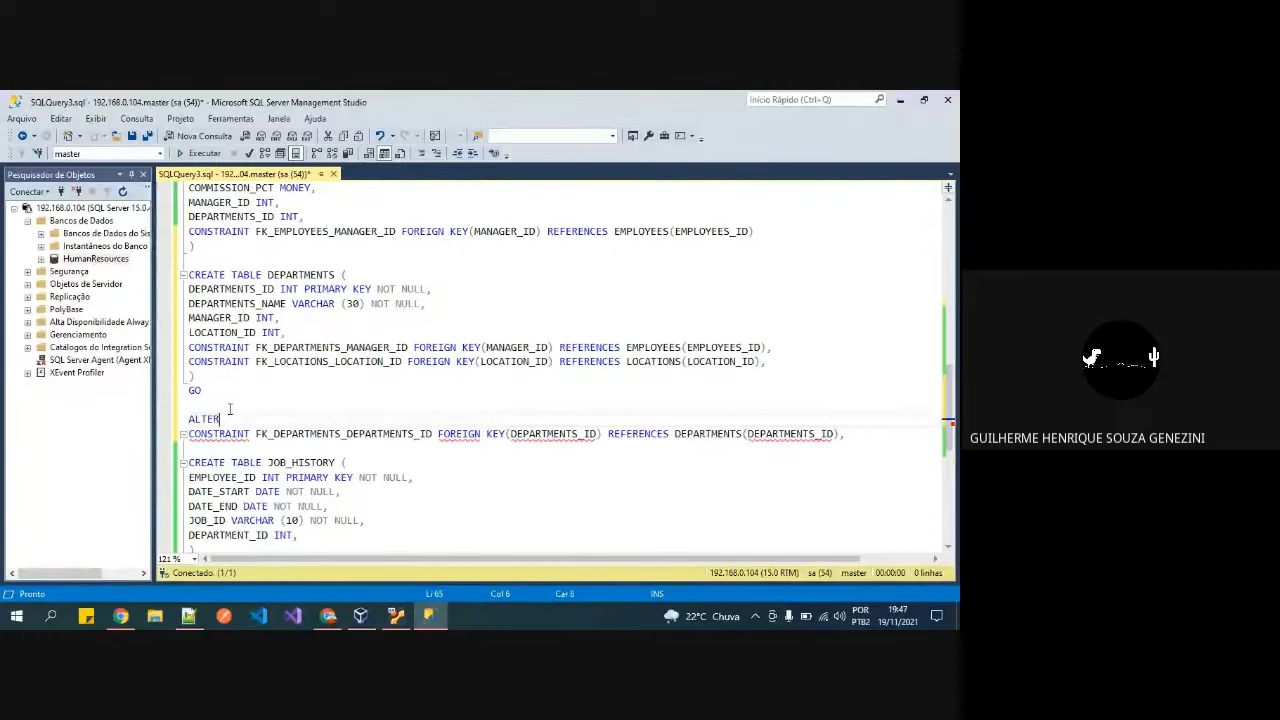 SQLQuery3.sql - 192.168.0.104.master (sa (54))* - Microsoft SQL Server Management Studio
Início Rápido (Ctrl+Q)
Arquivo Editar Exibir Consulta Projeto Ferramentas Janela Ajuda
Nova Consulta
master Executar
Pesquisador de Objetos
SQLQuery3.sql - 192...04.master (sa (54))*
Conectar
192.168.0.104 (SQL Server 15.0.
Bancos de Dados
Bancos de Dados do Sis
Instantâneos do Banco
HumanResources
Segurança
Objetos de Servidor
Replicação
PolyBase
Alta Disponibilidade Alway
Gerenciamento
Catálogos do Integration S
SQL Server Agent (Agent XI
XEvent Profiler
COMMISSION_PCT MONEY,
MANAGER_ID INT,
DEPARTMENTS_ID INT,
CONSTRAINT FK_EMPLOYEES_MANAGER_ID FOREIGN KEY(MANAGER_ID) REFERENCES EMPLOYEES(EMPLOYEES_ID)
)
CREATE TABLE DEPARTMENTS (
DEPARTMENTS_ID INT PRIMARY KEY NOT NULL,
DEPARTMENTS_NAME VARCHAR (30) NOT NULL,
MANAGER_ID INT,
LOCATION_ID INT,
CONSTRAINT FK_DEPARTMENTS_MANAGER_ID FOREIGN KEY(MANAGER_ID) REFERENCES EMPLOYEES(EMPLOYEES_ID),
CONSTRAINT FK_LOCATIONS_LOCATION_ID FOREIGN KEY(LOCATION_ID) REFERENCES LOCATIONS(LOCATION_ID),
)
GO
ALTER
CONSTRAINT FK_DEPARTMENTS_DEPARTMENTS_ID FOREIGN KEY(DEPARTMENTS_ID) REFERENCES DEPARTMENTS(DEPARTMENTS_ID),
CREATE TABLE JOB_HISTORY (
EMPLOYEE_ID INT PRIMARY KEY NOT NULL,
DATE_START DATE NOT NULL,
DATE_END DATE NOT NULL,
JOB_ID VARCHAR (10) NOT NULL,
DEPARTMENT_ID INT,
)
121 %
Conectado. (1/1) 192.168.0.104 (15.0 RTM) sa (54) master 00:00:00 0 linhas
Pronto Li 65 Col 6 Car 6 INS
22°C Chuva POR PTB2 19:47 19/11/2021
GUILHERME HENRIQUE SOUZA GENEZINI